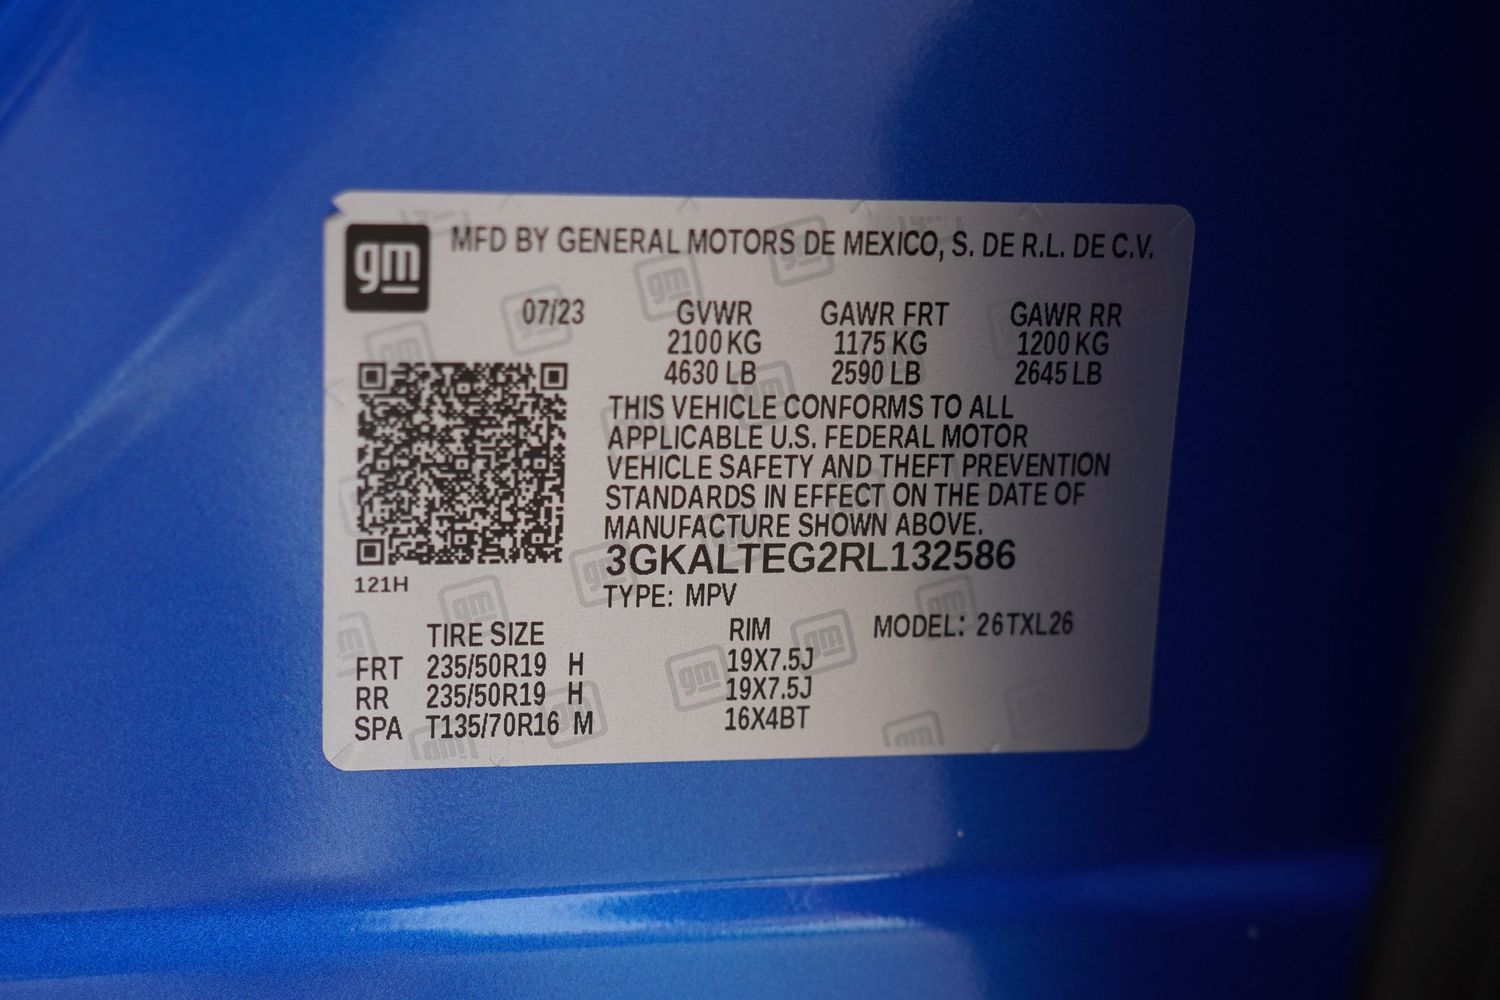 gm MFD BY GENERAL MOTORS DE MEXICO, S. DE R.L. DE C.V.
07/23 GVWR GAWR FRT GAWR RR
2100 KG 1175 KG 1200 KG
4630 LB 2590 LB 2645 LB
THIS VEHICLE CONFORMS TO ALL
APPLICABLE U.S. FEDERAL MOTOR
VEHICLE SAFETY AND THEFT PREVENTION
STANDARDS IN EFFECT ON THE DATE OF
MANUFACTURE SHOWN ABOVE.
3GKALTEG2RL132586
121H
TYPE: MPV
TIRE SIZE RIM MODEL: 26TXL26
FRT 235/50R19 H 19X7.5J
RR 235/50R19 H 19X7.5J
SPA T135/70R16 M 16X4BT